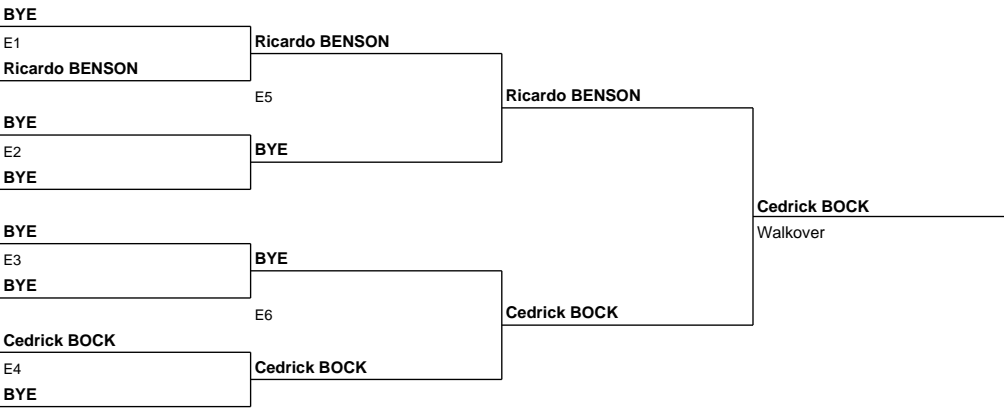 BYE
E1
Ricardo BENSON
Ricardo BENSON
E5
Ricardo BENSON
BYE
E2
BYE
BYE
Cedrick BOCK
Walkover
BYE
E3
BYE
BYE
E6
Cedrick BOCK
Cedrick BOCK
E4
BYE
Cedrick BOCK